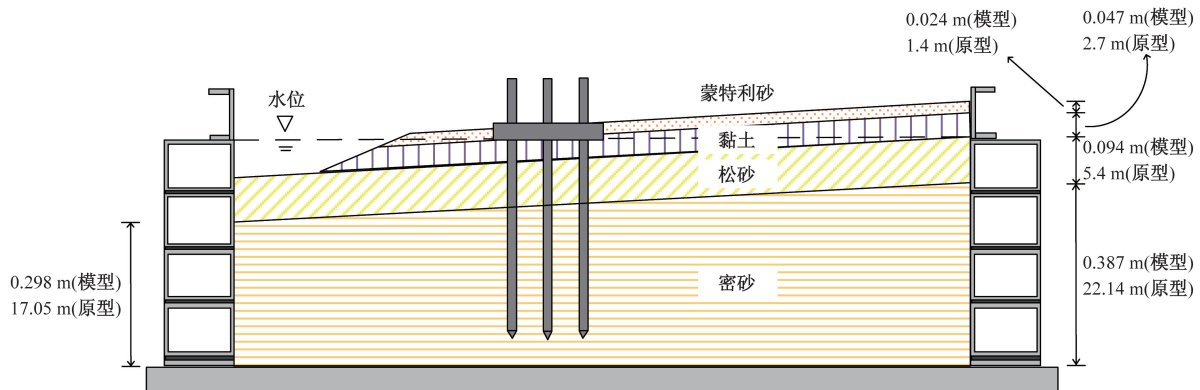 0.024 m(模型)
1.4 m(原型)
0.047 m(模型)
2.7 m(原型)
水位
蒙特利砂
黏土
松砂
0.094 m(模型)
5.4 m(原型)
密砂
0.298 m(模型)
17.05 m(原型)
0.387 m(模型)
22.14 m(原型)